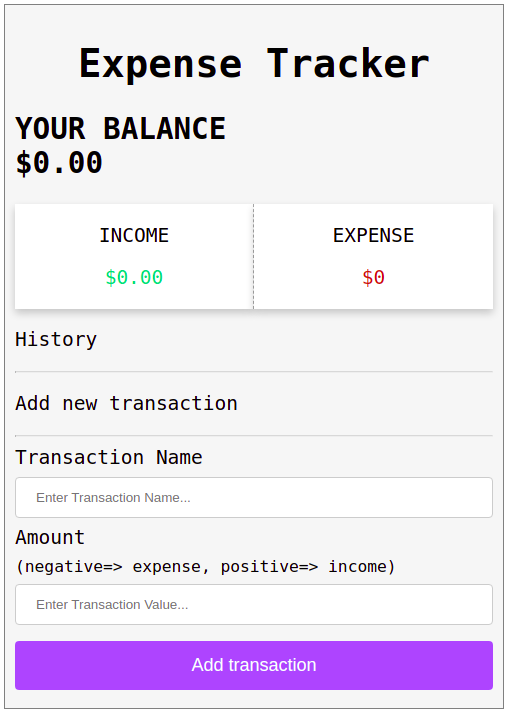 Expense Tracker
YOUR BALANCE
$0.00
INCOME
EXPENSE
$0.00
$0
History
Add new transaction
Transaction Name
Enter Transaction Name...
Amount
(negative=> expense, positive=> income)
Enter Transaction Value...
Add transaction